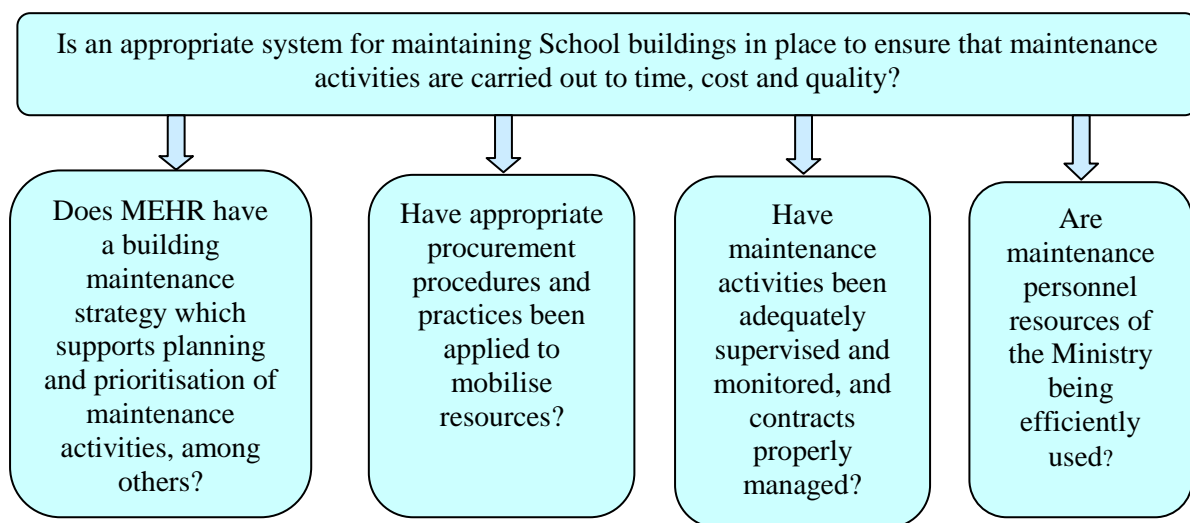 Is an appropriate system for maintaining School buildings in place to ensure that maintenance
activities are carried out to time, cost and quality?
Does MEHR have
a building
maintenance
strategy which
supports planning
and prioritisation of
maintenance
activities, among
others?
Have appropriate
procurement
procedures and
practices been
applied to
mobilise
resources?
Have
maintenance
activities been
adequately
supervised and
monitored, and
contracts
properly
managed?
Are
maintenance
personnel
resources of
the Ministry
being
efficiently
used?